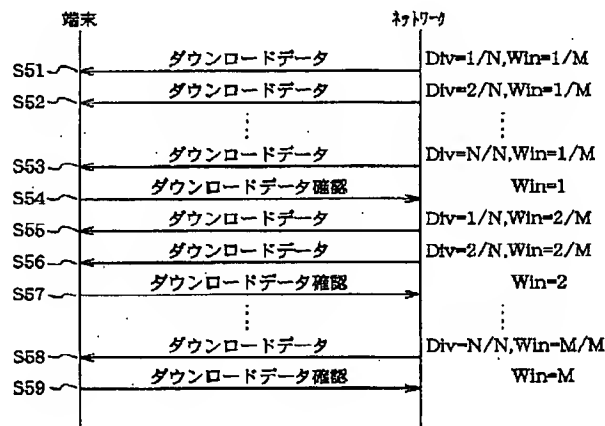 端末 ネットワーク
S51 ダウンロードデータ Div=1/N,Win=1/M
S52 ダウンロードデータ Div=2/N,Win=1/M
S53 ダウンロードデータ Div=N/N,Win=1/M
S54 ダウンロードデータ確認 Win=1
S55 ダウンロードデータ Div=1/N,Win=2/M
S56 ダウンロードデータ Div=2/N,Win=2/M
S57 ダウンロードデータ確認 Win=2
S58 ダウンロードデータ Div=N/N,Win=M/M
S59 ダウンロードデータ確認 Win=M